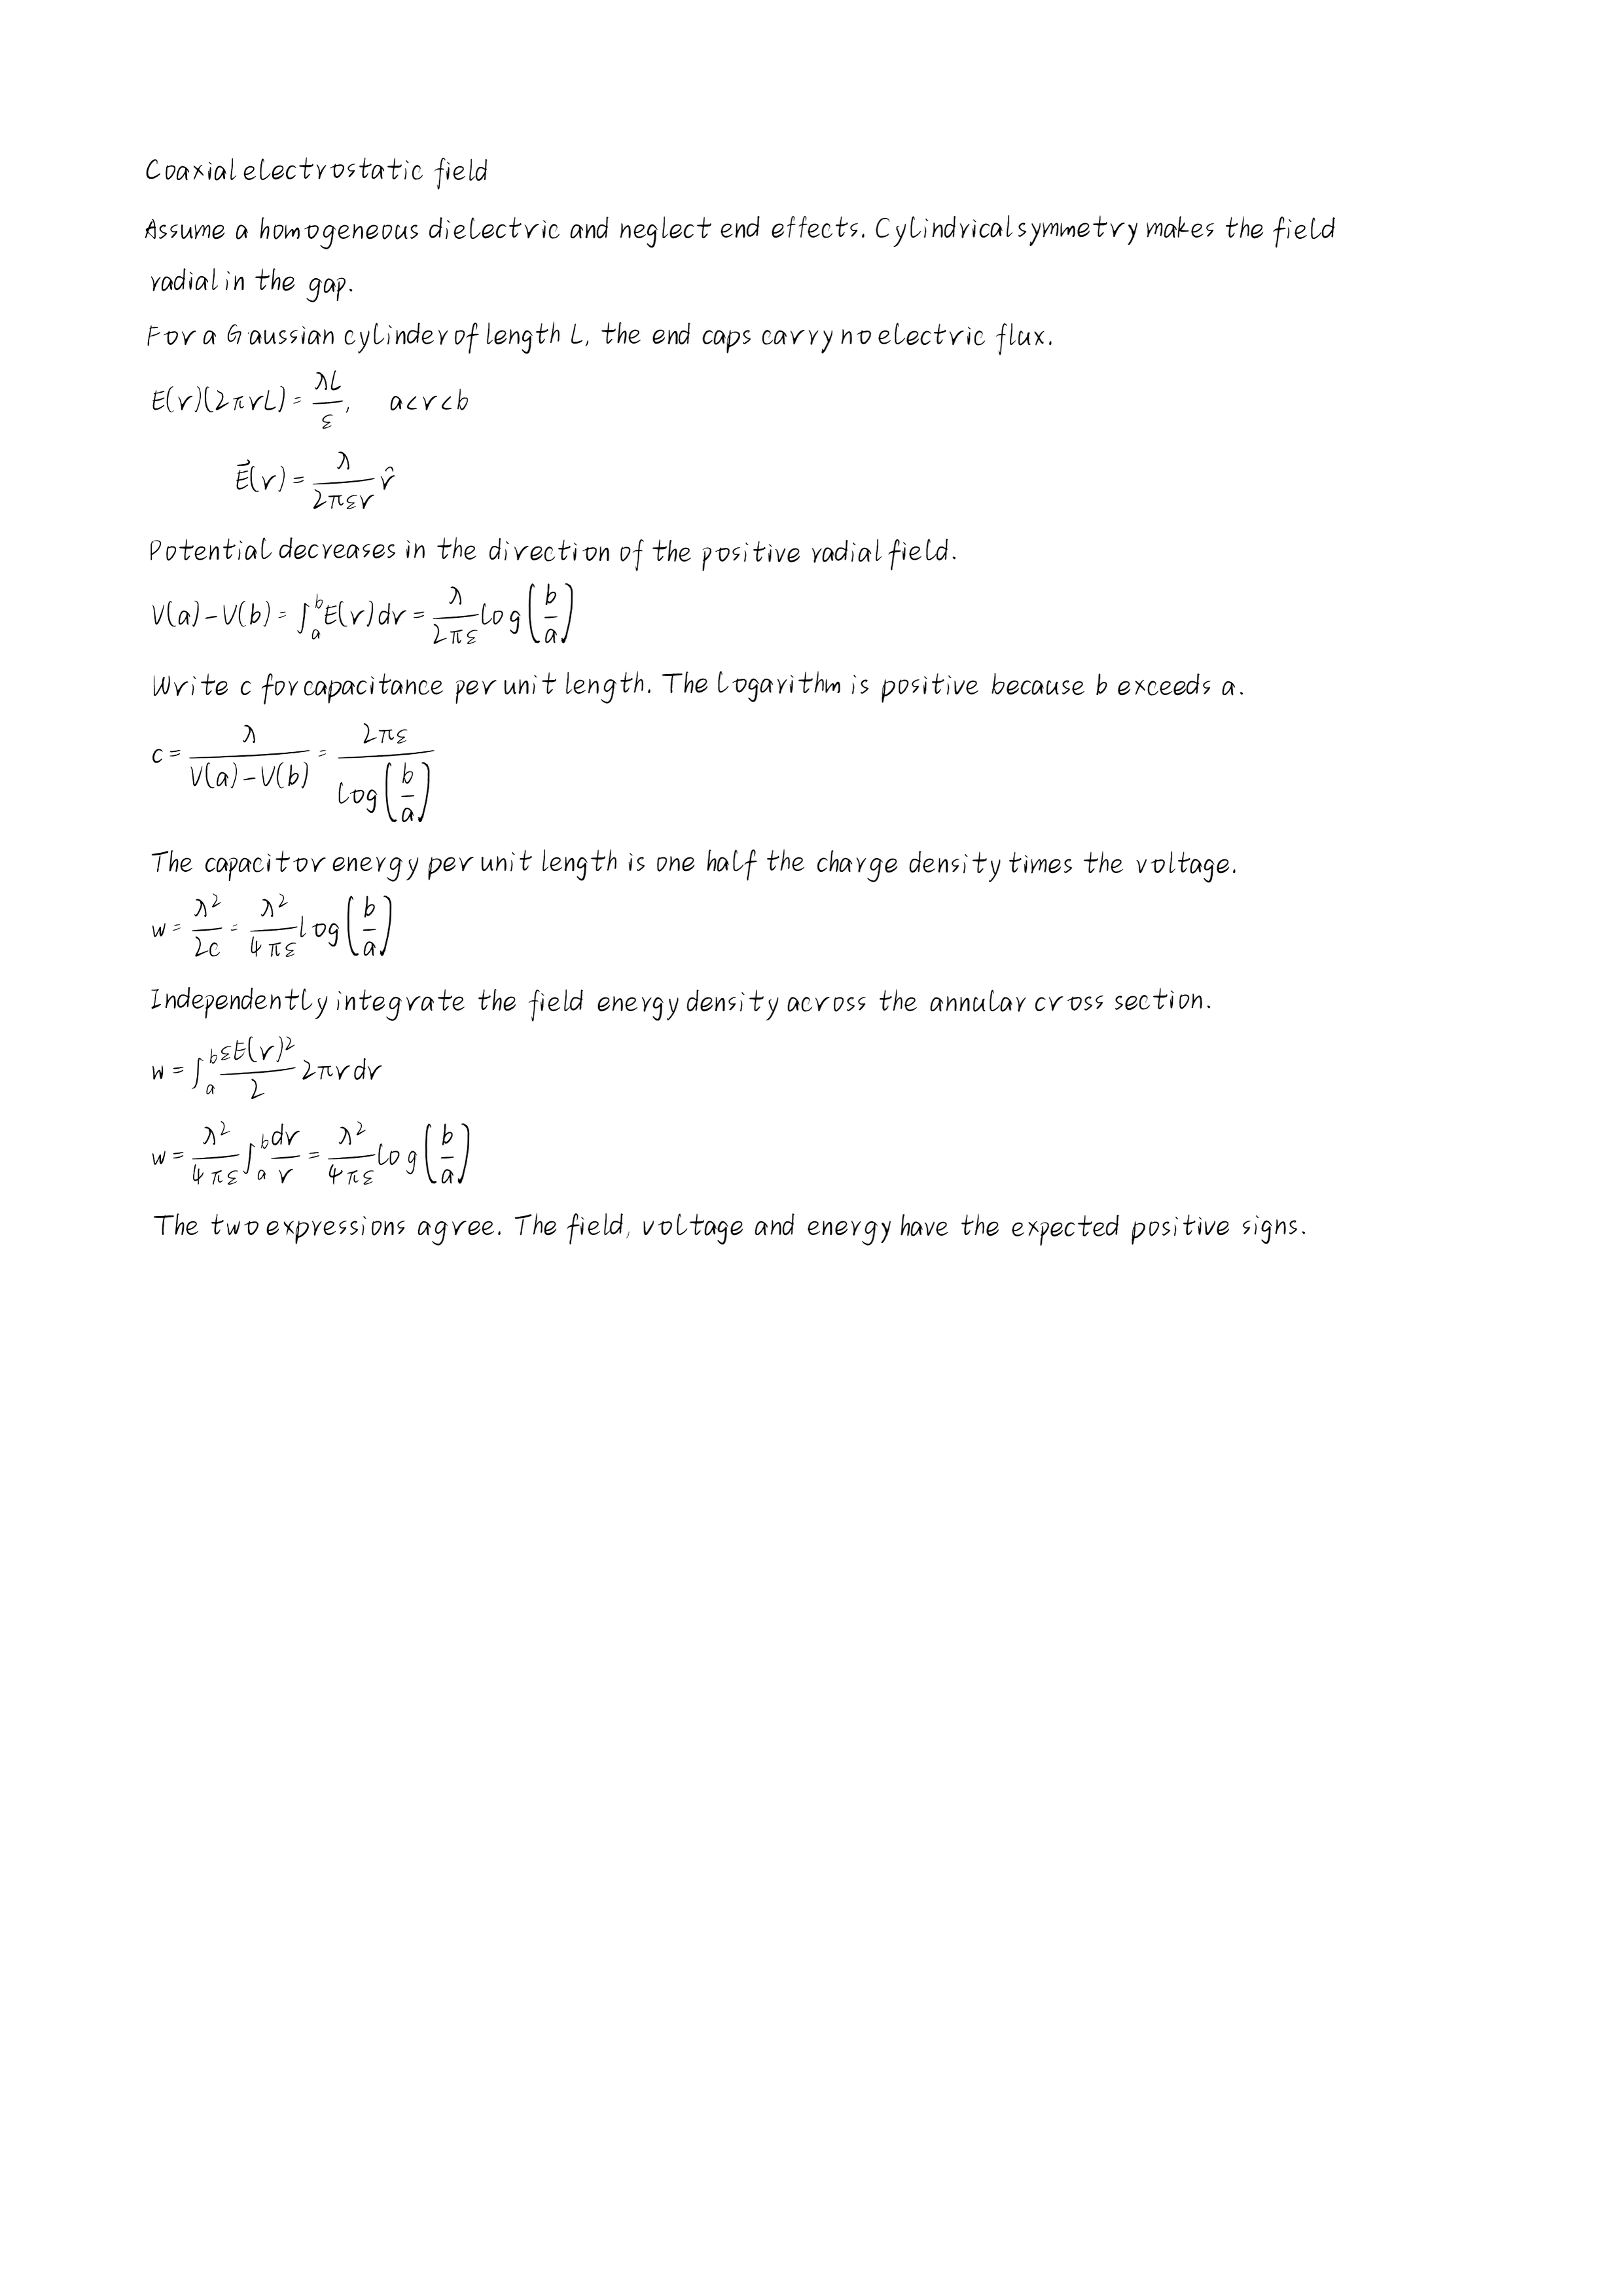 Coaxial electrostatic field
Assume a homogeneous dielectric and neglect end effects. Cylindrical symmetry makes the field
radial in the gap.
For a Gaussian cylinder of length L, the end caps carry no electric flux.
E(r)(2πrL) = λL/ε, a<r<b
E⃗(r) = λ/(2πεr) r̂
Potential decreases in the direction of the positive radial field.
V(a) − V(b) = ∫_a^b E(r) dr = λ/(2πε) log(b/a)
Write c for capacitance per unit length. The logarithm is positive because b exceeds a.
c = λ/(V(a) − V(b)) = 2πε/log(b/a)
The capacitor energy per unit length is one half the charge density times the voltage.
w = λ²/(2c) = λ²/(4πε) log(b/a)
Independently integrate the field energy density across the annular cross section.
w = ∫_a^b εE(r)²/2 2πr dr
w = λ²/(4πε) ∫_a^b dr/r = λ²/(4πε) log(b/a)
The two expressions agree. The field, voltage and energy have the expected positive signs.